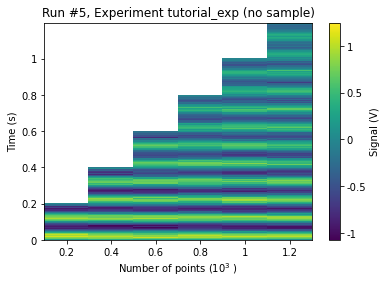 Run #5, Experiment tutorial_exp (no sample)
Time (s)
1
0.8
0.6
0.4
0.2
0
0.2 0.4 0.6 0.8 1 1.2
Number of points (10³ )
1
0.5
0
-0.5
-1
Signal (V)